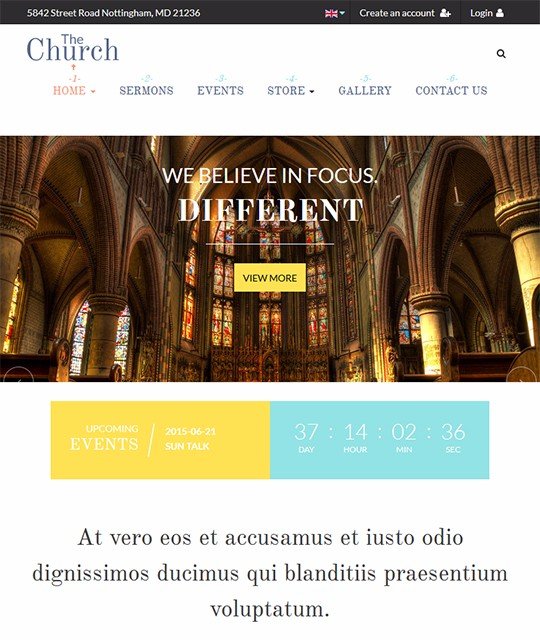 5842 Street Road Nottingham, MD 21236
Create an account
Login
The
Church
-1- -2- -3- -4- -5- -6-
HOME SERMONS EVENTS STORE GALLERY CONTACT US
WE BELIEVE IN FOCUS.
DIFFERENT
VIEW MORE
UPCOMING
EVENTS
2015-06-21
SUN TALK
37 : 14 : 02 : 36
DAY HOUR MIN SEC
At vero eos et accusamus et iusto odio
dignissimos ducimus qui blanditiis praesentium
voluptatum.